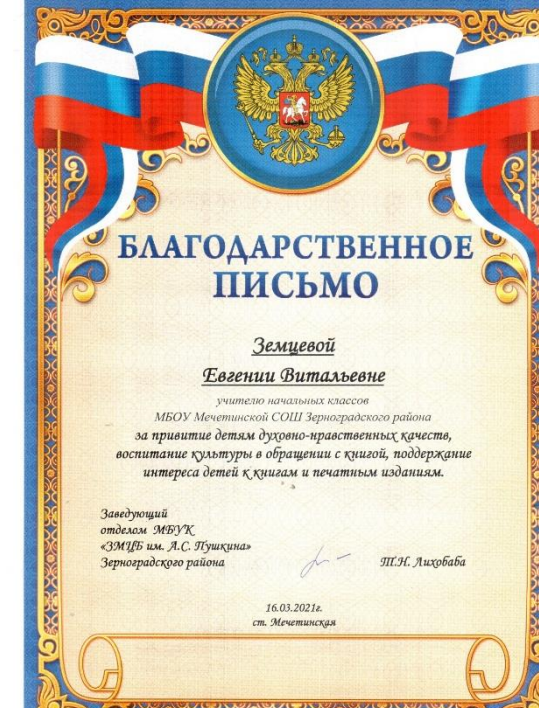 БЛАГОДАРСТВЕННОЕ
ПИСЬМО
Земцевой
Евгении Витальевне
учителю начальных классов
МБОУ Мечетинской СОШ Зерноградского района
за привитие детям духовно-нравственных качеств,
воспитание культуры в обращении с книгой, поддержание
интереса детей к книгам и печатным изданиям.
Заведующий
отделом МБУК
«ЗМЦБ им. А.С. Пушкина»
Зерноградского района
Т.Н. Лихобаба
16.03.2021г.
ст. Мечетинская